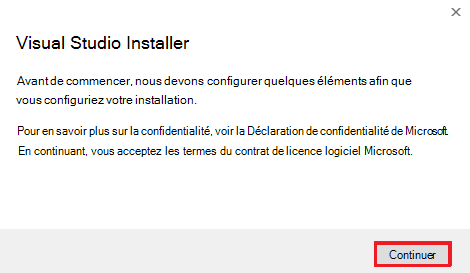 Visual Studio Installer
Avant de commencer, nous devons configurer quelques éléments afin que
vous configuriez votre installation.
Pour en savoir plus sur la confidentialité, voir la Déclaration de confidentialité de Microsoft.
En continuant, vous acceptez les termes du contrat de licence logiciel Microsoft.
Continuer